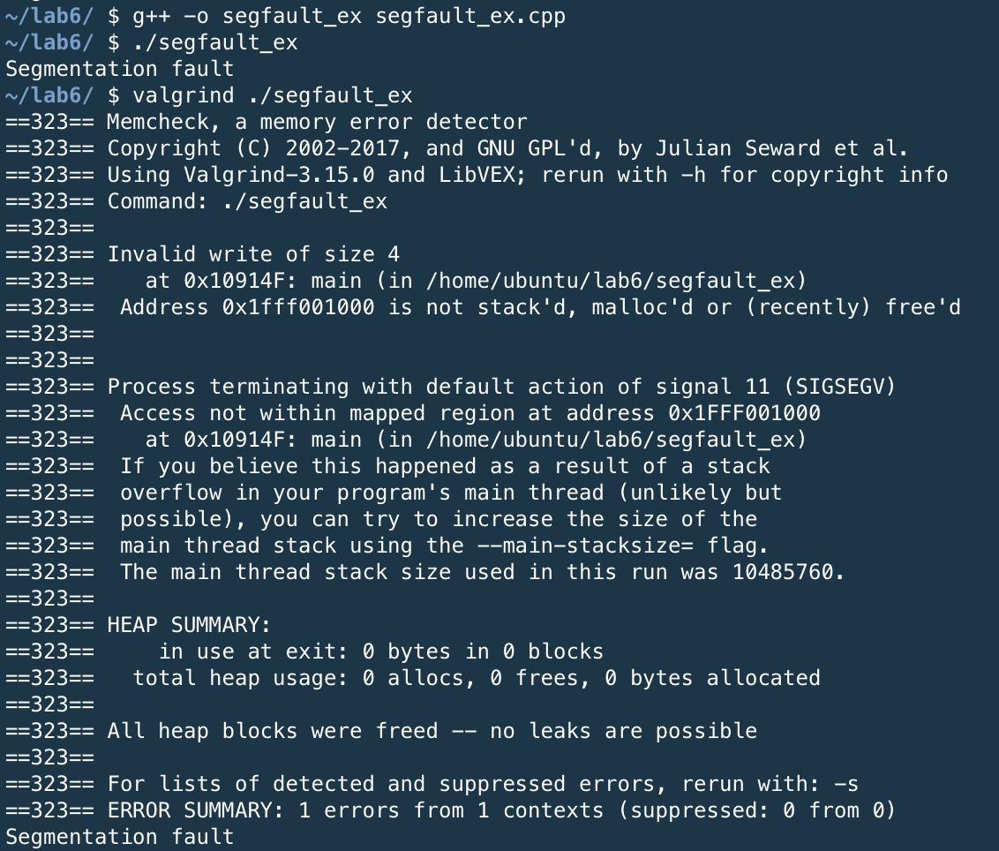 ~/lab6/ $ g++ -o segfault_ex segfault_ex.cpp
~/lab6/ $ ./segfault_ex
Segmentation fault
~/lab6/ $ valgrind ./segfault_ex
==323== Memcheck, a memory error detector
==323== Copyright (C) 2002-2017, and GNU GPL'd, by Julian Seward et al.
==323== Using Valgrind-3.15.0 and LibVEX; rerun with -h for copyright info
==323== Command: ./segfault_ex
==323==
==323== Invalid write of size 4
==323==    at 0x10914F: main (in /home/ubuntu/lab6/segfault_ex)
==323==  Address 0x1fff001000 is not stack'd, malloc'd or (recently) free'd
==323==
==323==
==323== Process terminating with default action of signal 11 (SIGSEGV)
==323==  Access not within mapped region at address 0x1FFF001000
==323==    at 0x10914F: main (in /home/ubuntu/lab6/segfault_ex)
==323==  If you believe this happened as a result of a stack
==323==  overflow in your program's main thread (unlikely but
==323==  possible), you can try to increase the size of the
==323==  main thread stack using the --main-stacksize= flag.
==323==  The main thread stack size used in this run was 10485760.
==323==
==323== HEAP SUMMARY:
==323==     in use at exit: 0 bytes in 0 blocks
==323==   total heap usage: 0 allocs, 0 frees, 0 bytes allocated
==323==
==323== All heap blocks were freed -- no leaks are possible
==323==
==323== For lists of detected and suppressed errors, rerun with: -s
==323== ERROR SUMMARY: 1 errors from 1 contexts (suppressed: 0 from 0)
Segmentation fault